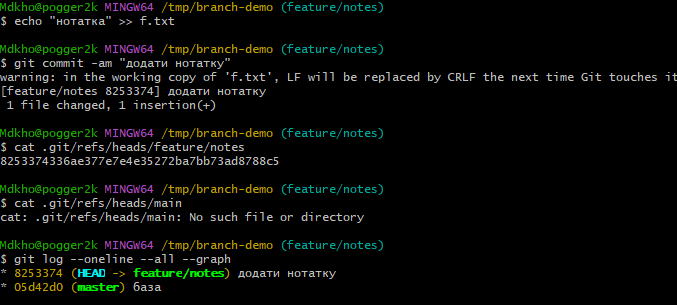 Mdkho@pogger2k MINGW64 /tmp/branch-demo (feature/notes)
$ echo "нотатка" >> f.txt
Mdkho@pogger2k MINGW64 /tmp/branch-demo (feature/notes)
$ git commit -am "додати нотатку"
warning: in the working copy of 'f.txt', LF will be replaced by CRLF the next time Git touches it
[feature/notes 8253374] додати нотатку
1 file changed, 1 insertion(+)
Mdkho@pogger2k MINGW64 /tmp/branch-demo (feature/notes)
$ cat .git/refs/heads/feature/notes
8253374336ae377e7e4e35272ba7bb73ad8788c5
Mdkho@pogger2k MINGW64 /tmp/branch-demo (feature/notes)
$ cat .git/refs/heads/main
cat: .git/refs/heads/main: No such file or directory
Mdkho@pogger2k MINGW64 /tmp/branch-demo (feature/notes)
$ git log --oneline --all --graph
* 8253374 (HEAD -> feature/notes) додати нотатку
* 05d42d0 (master) база